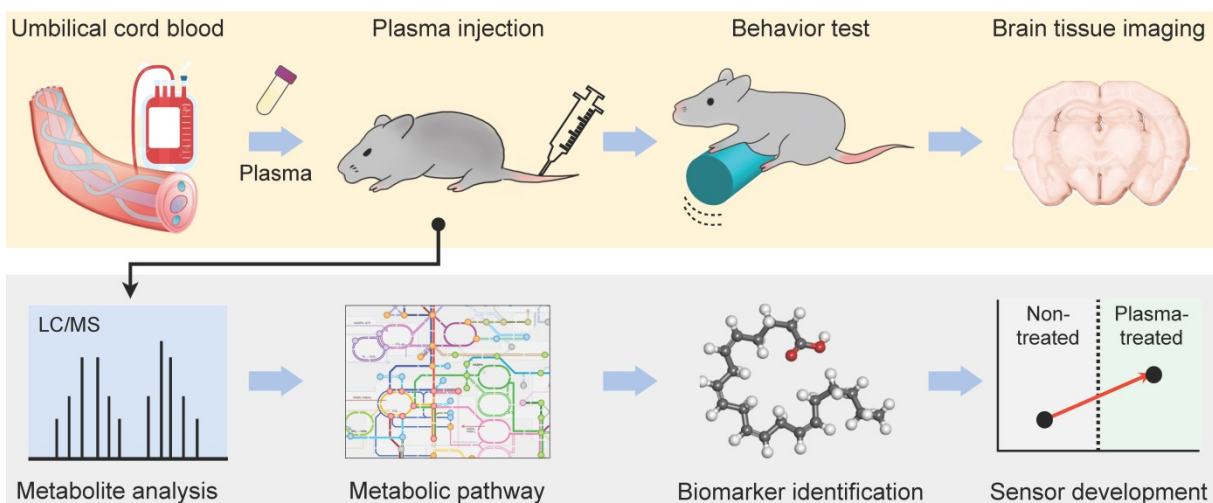 Umbilical cord blood
Plasma injection
Behavior test
Brain tissue imaging
Plasma
LC/MS
Non-
treated
Plasma-
treated
Metabolite analysis
Metabolic pathway
Biomarker identification
Sensor development